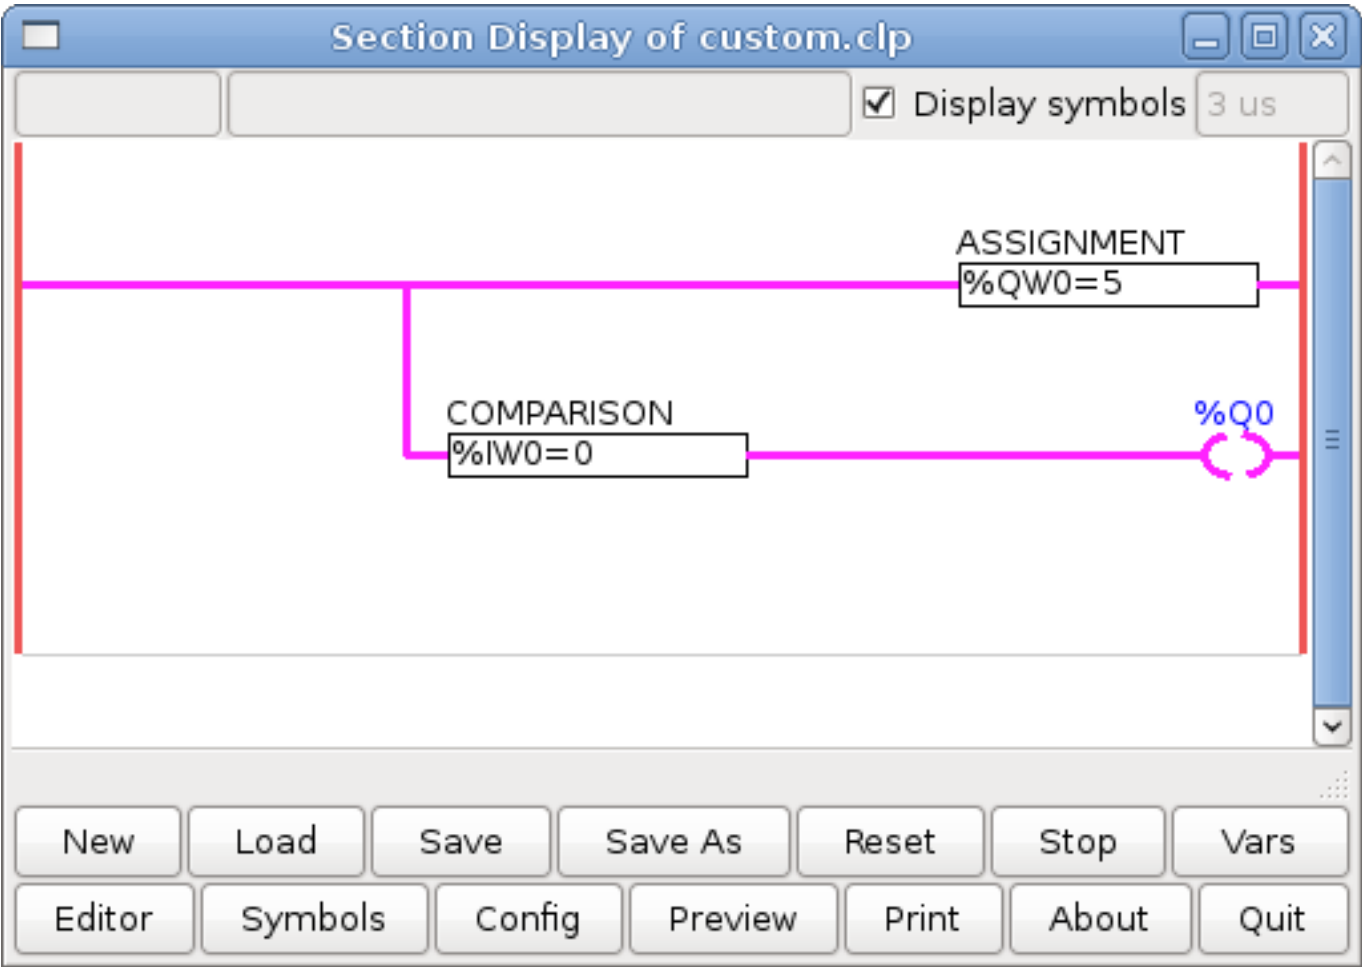 Section Display of custom.clp
Display symbols 3 us
ASSIGNMENT
%QW0=5
COMPARISON %Q0
%IW0=0
New Load Save Save As Reset Stop Vars
Editor Symbols Config Preview Print About Quit